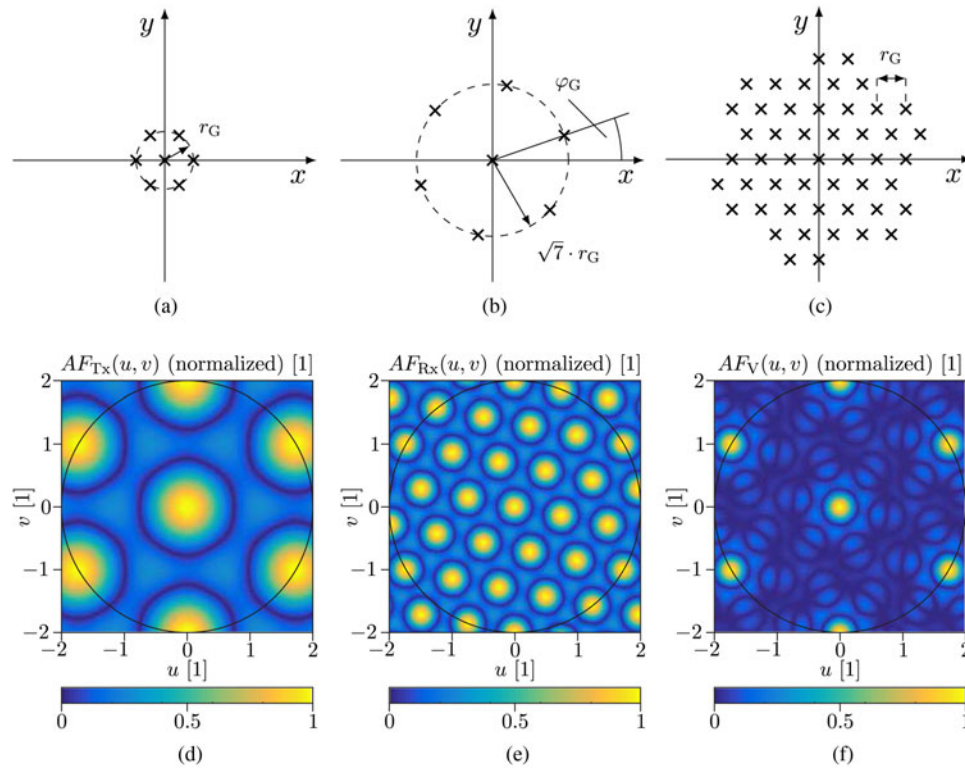 y
r_G
x
(a)
y
φ_G
x
√7 · r_G
(b)
y
r_G
x
(c)
AF_Tx(u, v) (normalized) [1]
2
1
0
−1
−2
v [1]
−2 −1 0 1 2
u [1]
0 0.5 1
(d)
AF_Rx(u, v) (normalized) [1]
2
1
0
−1
−2
v [1]
−2 −1 0 1 2
u [1]
0 0.5 1
(e)
AF_V(u, v) (normalized) [1]
2
1
0
−1
−2
v [1]
−2 −1 0 1 2
u [1]
0 0.5 1
(f)